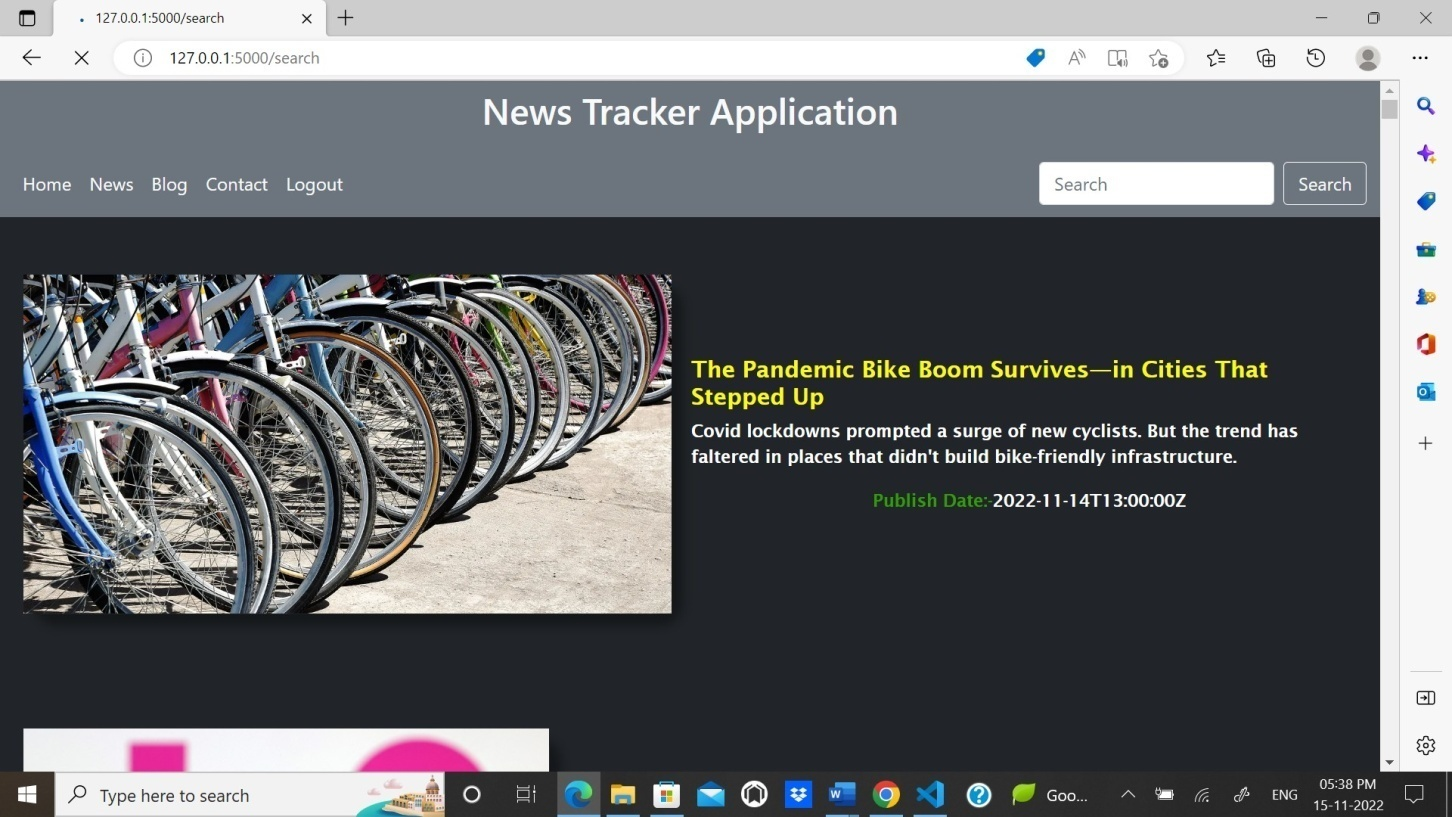 127.0.0.1:5000/search
127.0.0.1:5000/search
News Tracker Application
Home News Blog Contact Logout
Search Search
The Pandemic Bike Boom Survives—in Cities That
Stepped Up
Covid lockdowns prompted a surge of new cyclists. But the trend has
faltered in places that didn't build bike-friendly infrastructure.
Publish Date:-2022-11-14T13:00:00Z
Type here to search
Goo...
ENG
05:38 PM
15-11-2022